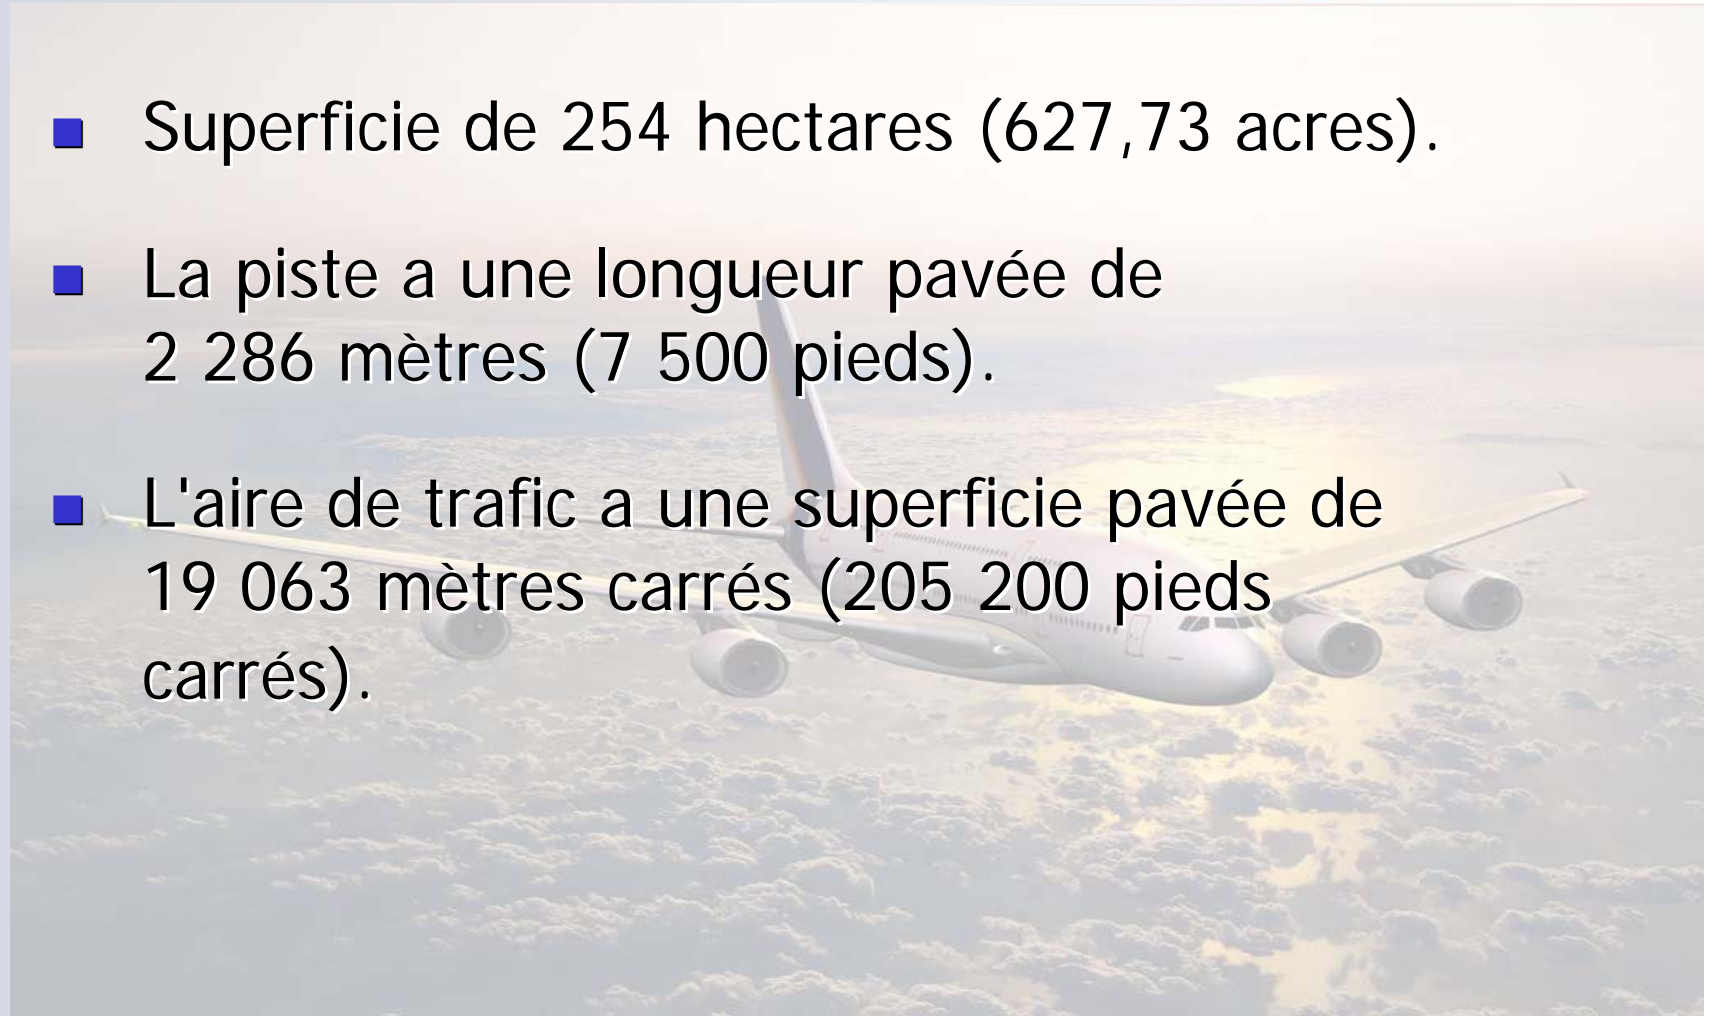 Superficie de 254 hectares (627,73 acres).
La piste a une longueur pavée de
2 286 mètres (7 500 pieds).
L'aire de trafic a une superficie pavée de
19 063 mètres carrés (205 200 pieds
carrés).